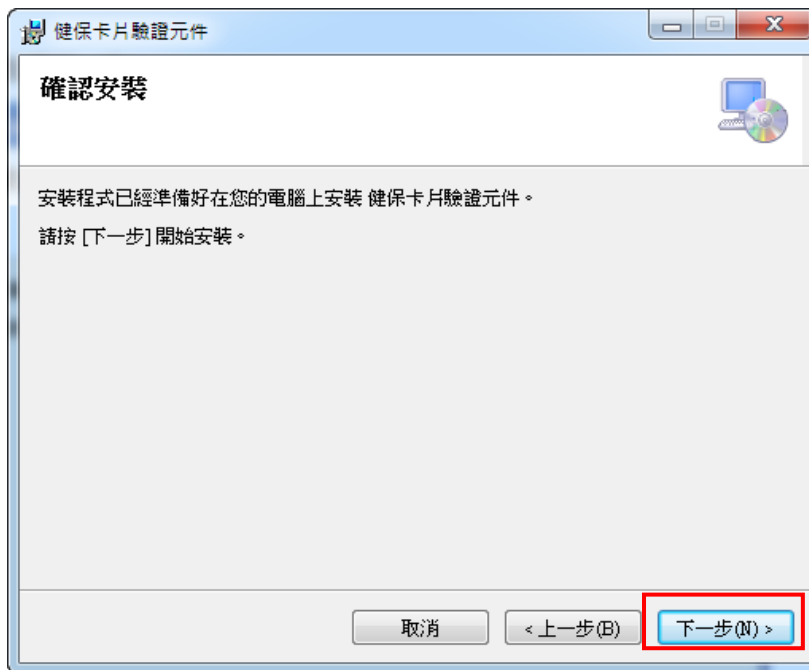 健保卡片驗證元件
確認安裝
安裝程式已經準備好在您的電腦上安裝 健保卡片驗證元件。
請按 [下一步] 開始安裝。
取消
<上一步(B)
下一步(N) >